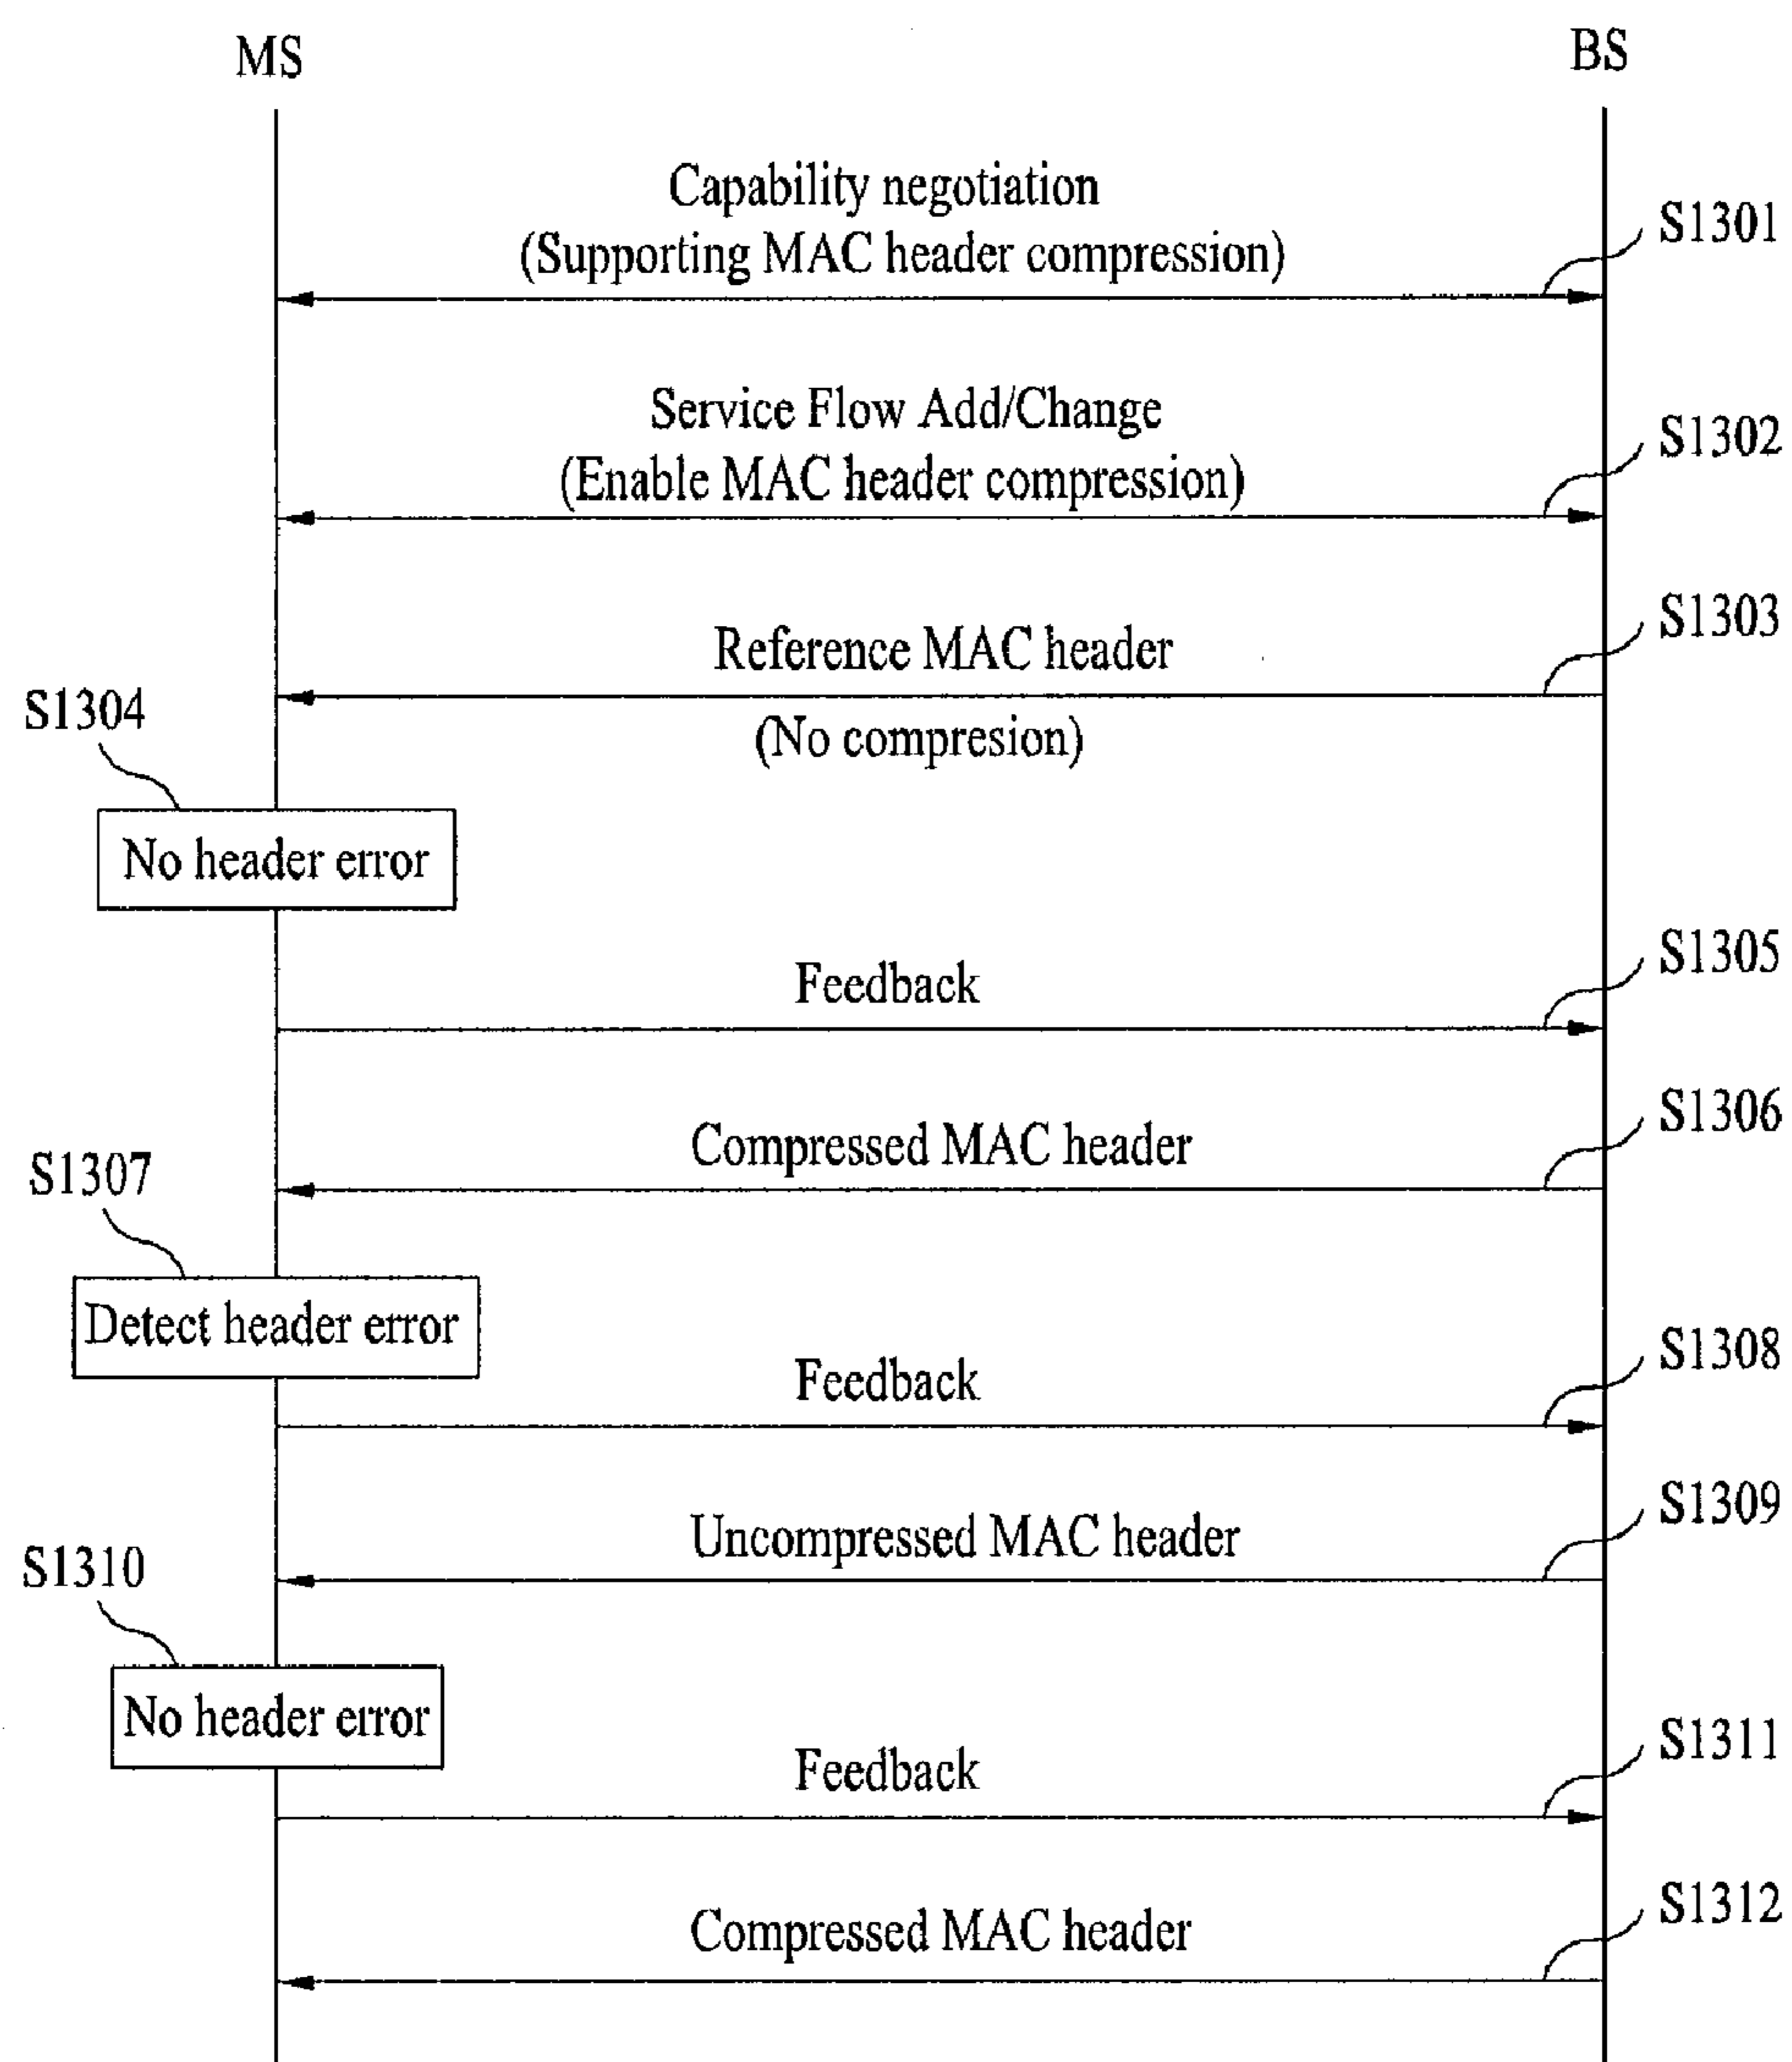 MS
BS
Capability negotiation
(Supporting MAC header compression)
S1301
Service Flow Add/Change
(Enable MAC header compression)
S1302
Reference MAC header
S1303
(No compresion)
S1304
No header error
Feedback
S1305
Compressed MAC header
S1306
S1307
Detect header error
Feedback
S1308
Uncompressed MAC header
S1309
S1310
No header error
Feedback
S1311
Compressed MAC header
S1312